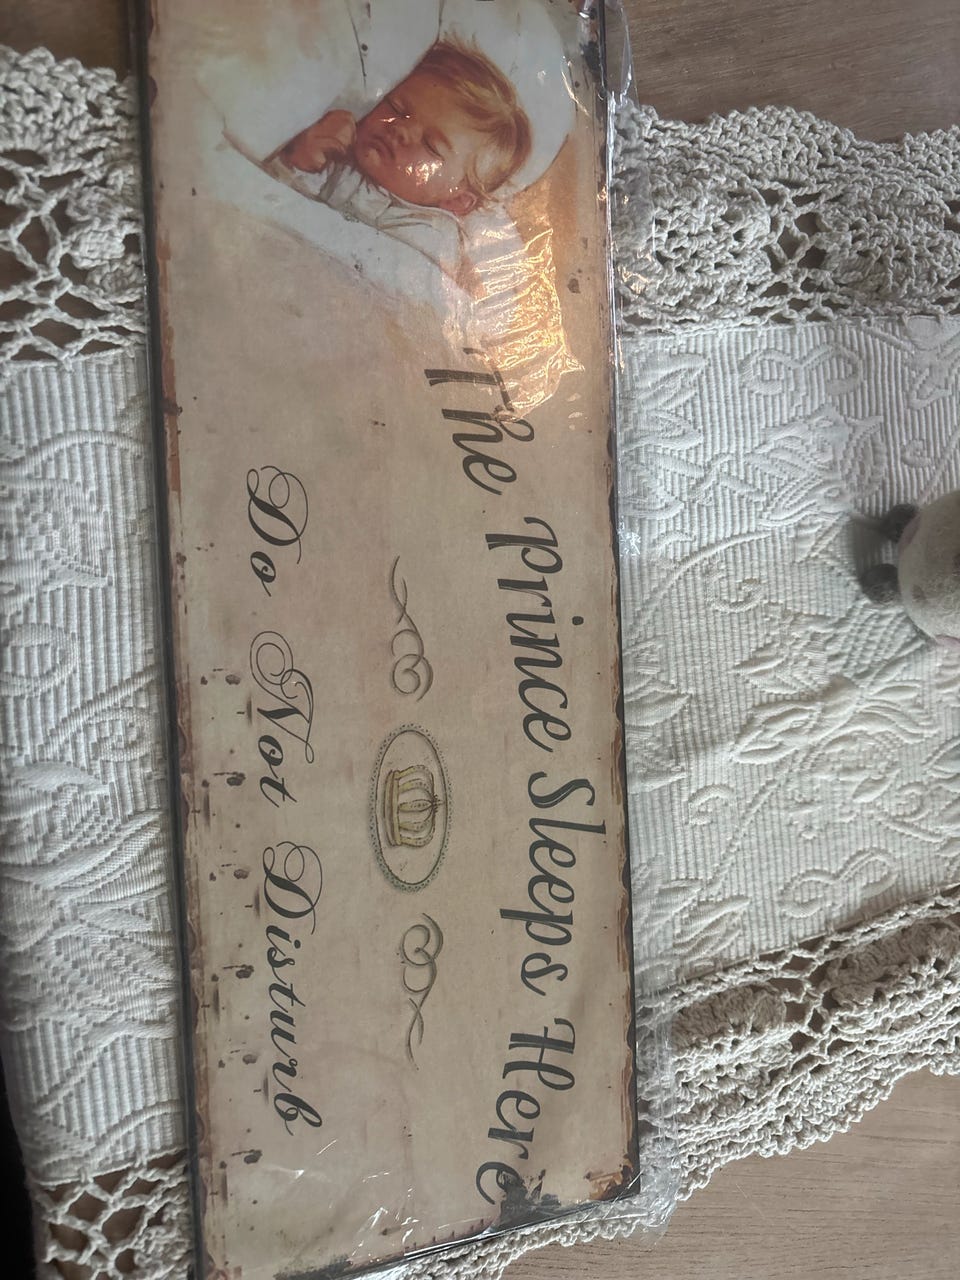 The Prince Sleeps Here
Do Not Disturb